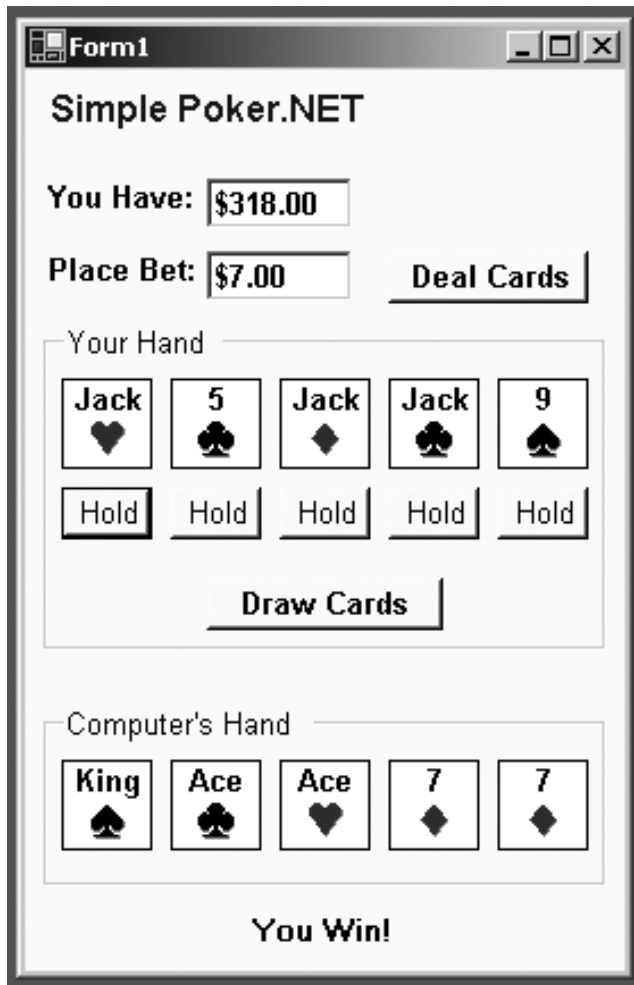 Form1
Simple Poker.NET
You Have: $318.00
Place Bet: $7.00 Deal Cards
Your Hand
Jack 5 Jack Jack 9
Hold Hold Hold Hold Hold
Draw Cards
Computer's Hand
King Ace Ace 7 7
You Win!